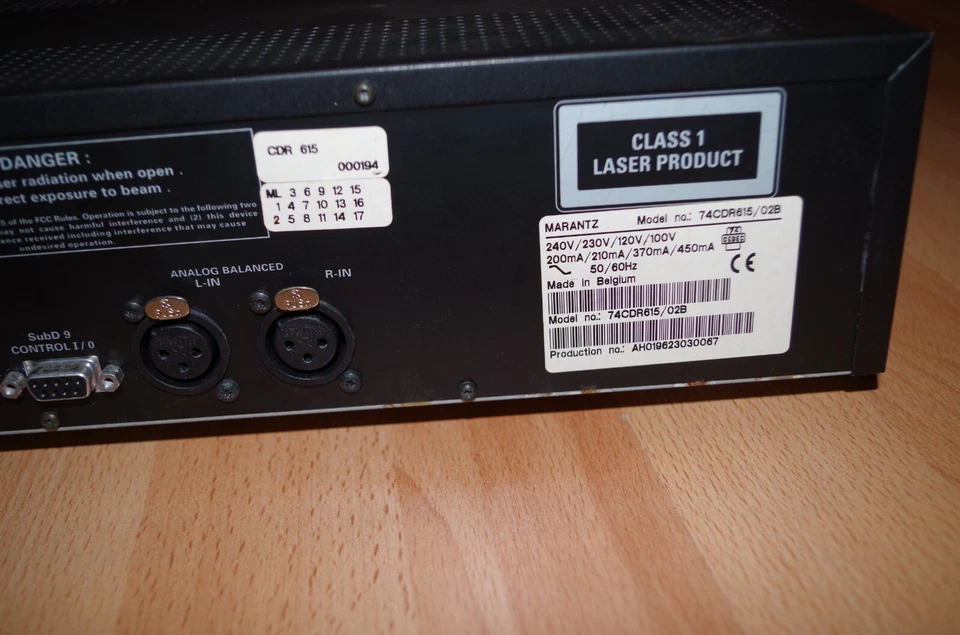 DANGER :
ser radiation when open .
rect exposure to beam .
5 of the FCC Rules. Operation is subject to the following two
may not cause harmful interference and (2) this device
ence received including interference that may cause
undesired operation.
CDR 615
000194
ML 3 6 9 12 15
1 4 7 10 13 16
2 5 8 11 14 17
CLASS 1
LASER PRODUCT
MARANTZ Model no.: 74CDR615/02B
240V/230V/120V/100V
200mA/210mA/370mA/450mA
50/60Hz
CE
Made in Belgium
Model no.: 74CDR615/02B
Production no.: AH019623030067
ANALOG BALANCED
L-IN R-IN
SubD 9
CONTROL I / 0